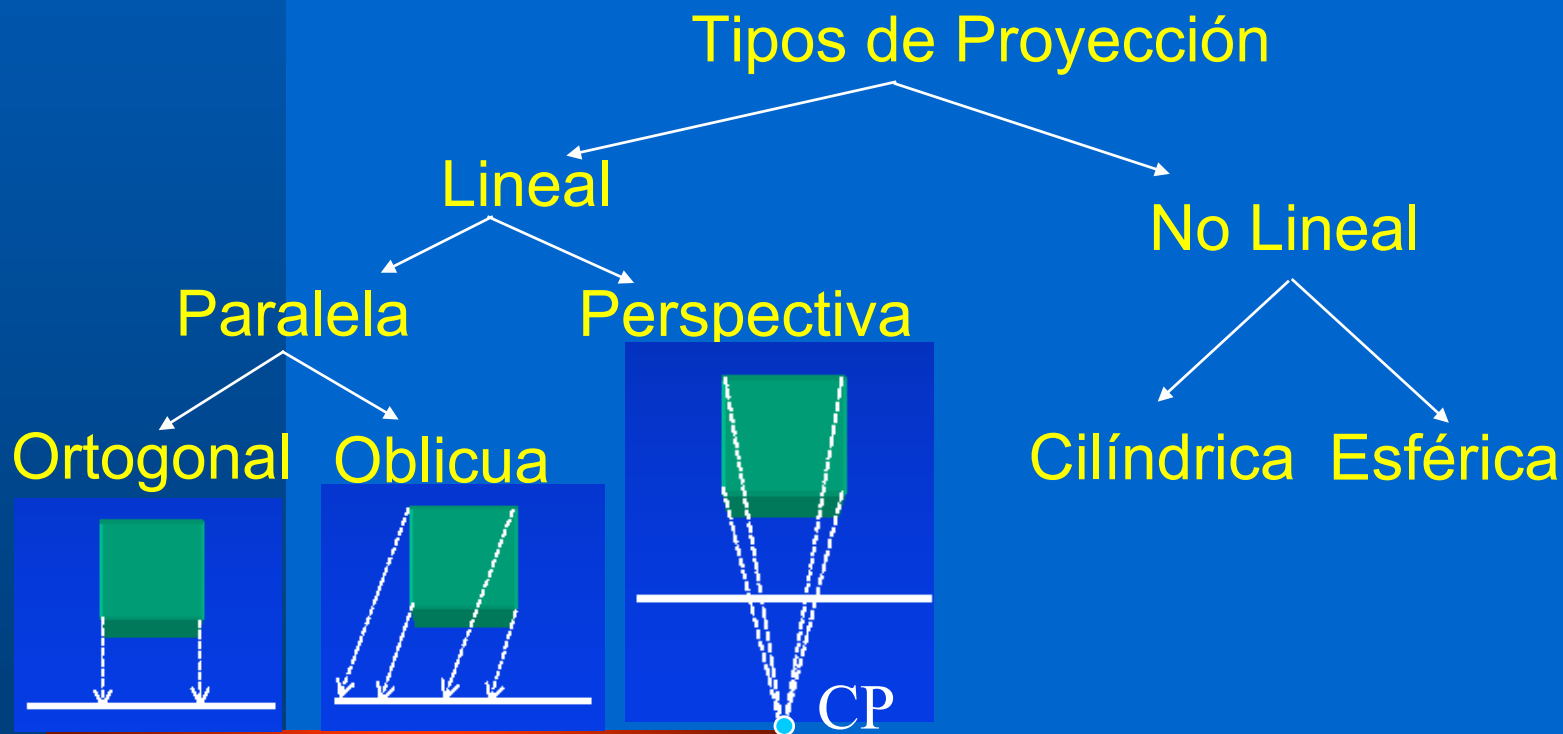 Tipos de Proyección
Lineal
No Lineal
Paralela
Perspectiva
Ortogonal
Oblicua
Cilíndrica
Esférica
CP